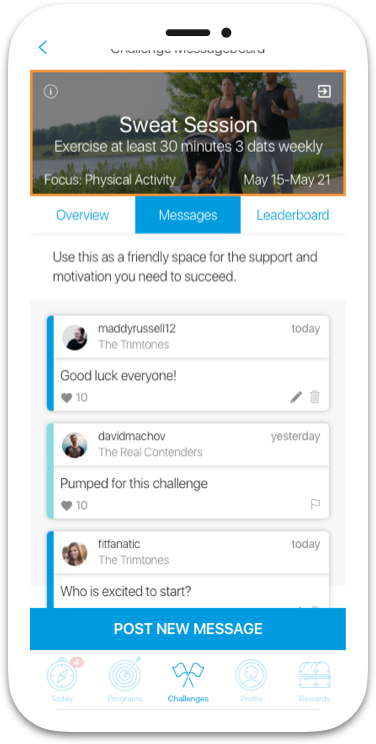 Challenge Messageboard
Sweat Session
Exercise at least 30 minutes 3 dats weekly
Focus: Physical Activity May 15-May 21
Overview Messages Leaderboard
Use this as a friendly space for the support and
motivation you need to succeed.
maddyrussell12 today
The Trimtones
Good luck everyone!
10
davidmachov yesterday
The Real Contenders
Pumped for this challenge
10
fitfanatic today
The Trimtones
Who is excited to start?
POST NEW MESSAGE
4
Today Programs Challenges Profile Rewards